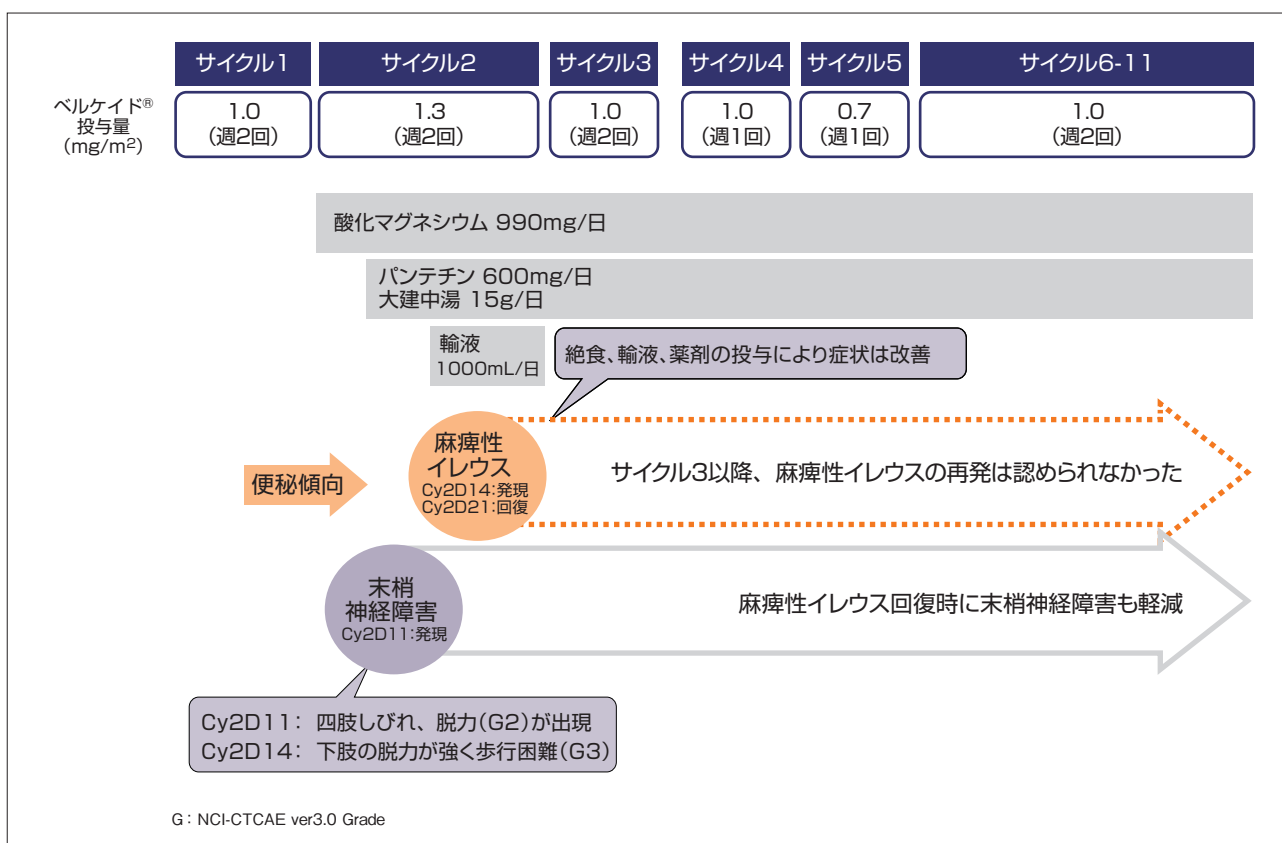 サイクル1 サイクル2 サイクル3 サイクル4 サイクル5 サイクル6-11
ベルケイド®
投与量
(mg/m²)
1.0
(週2回)
1.3
(週2回)
1.0
(週2回)
1.0
(週1回)
0.7
(週1回)
1.0
(週2回)
酸化マグネシウム 990mg/日
パンテチン 600mg/日
大建中湯 15g/日
輸液
1000mL/日
絶食、輸液、薬剤の投与により症状は改善
便秘傾向
麻痺性
イレウス
Cy2D14:発現
Cy2D21:回復
サイクル3以降、麻痺性イレウスの再発は認められなかった
末梢
神経障害
Cy2D11:発現
麻痺性イレウス回復時に末梢神経障害も軽減
Cy2D11: 四肢しびれ、脱力(G2)が出現
Cy2D14: 下肢の脱力が強く歩行困難(G3)
G:NCI-CTCAE ver3.0 Grade